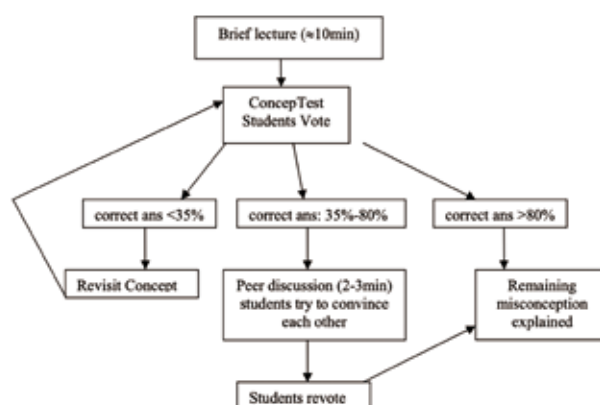 Brief lecture (≈10min)
ConcepTest
Students Vote
correct ans <35%
correct ans: 35%-80%
correct ans >80%
Revisit Concept
Peer discussion (2-3min)
students try to convince
each other
Remaining
misconception
explained
Students revote